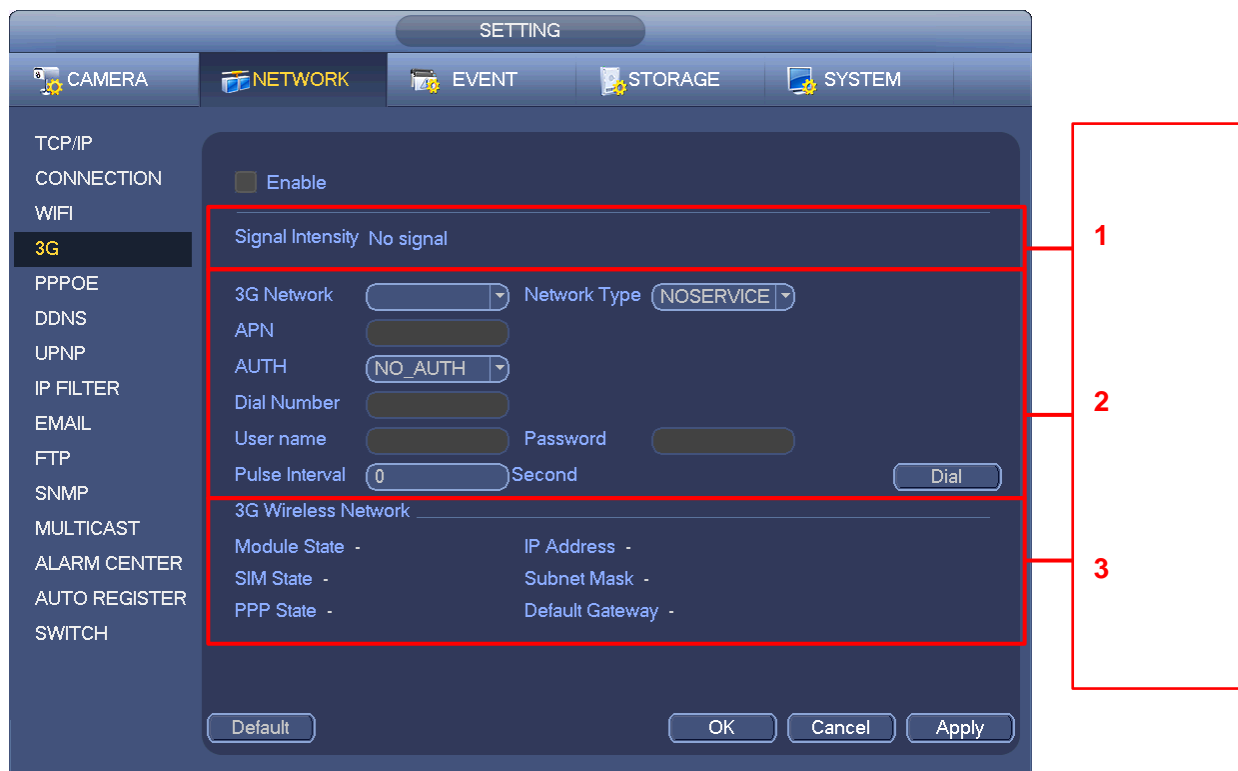 SETTING
CAMERA NETWORK EVENT STORAGE SYSTEM
TCP/IP
CONNECTION
WIFI
3G
PPPOE
DDNS
UPNP
IP FILTER
EMAIL
FTP
SNMP
MULTICAST
ALARM CENTER
AUTO REGISTER
SWITCH
Enable
Signal Intensity No signal
3G Network Network Type NOSERVICE
APN
AUTH NO_AUTH
Dial Number
User name Password
Pulse Interval 0 Second Dial
3G Wireless Network
Module State - IP Address -
SIM State - Subnet Mask -
PPP State - Default Gateway -
Default OK Cancel Apply
1
2
3